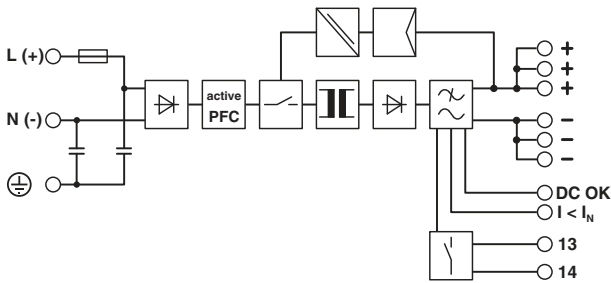 L (+)
N (-)
active
PFC
+
+
+
–
–
–
DC OK
I < IN
13
14